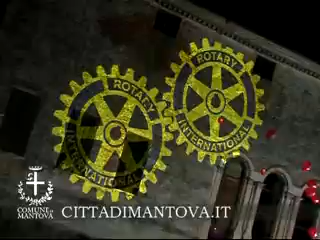 ROTARY
INTERNATIONAL
ROTARY
INTERNATIONAL
COMUNE DI
MANTOVA
CITTADIMANTOVA.IT